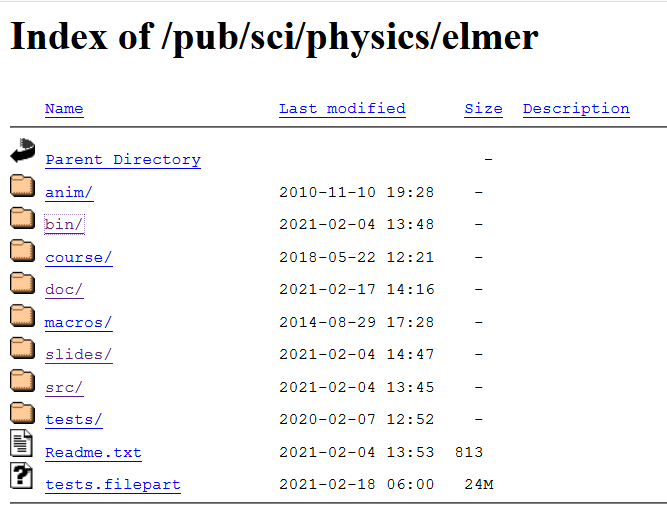 Index of /pub/sci/physics/elmer
Name Last modified Size Description
Parent Directory -
anim/ 2010-11-10 19:28 -
bin/ 2021-02-04 13:48 -
course/ 2018-05-22 12:21 -
doc/ 2021-02-17 14:16 -
macros/ 2014-08-29 17:28 -
slides/ 2021-02-04 14:47 -
src/ 2021-02-04 13:45 -
tests/ 2020-02-07 12:52 -
Readme.txt 2021-02-04 13:53 813
tests.filepart 2021-02-18 06:00 24M